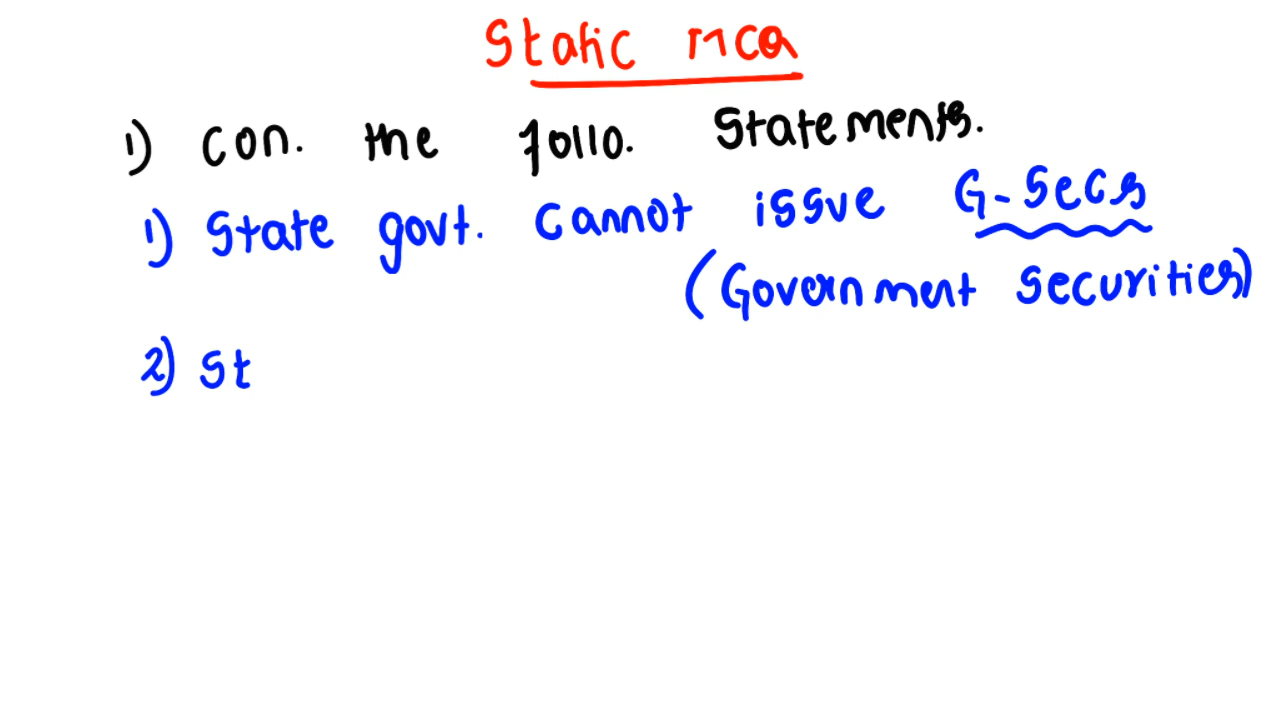 Static MCQ
1) Con. the follo. Statements.
1) State govt. cannot issue G-Secs
(Government Securities)
2) St